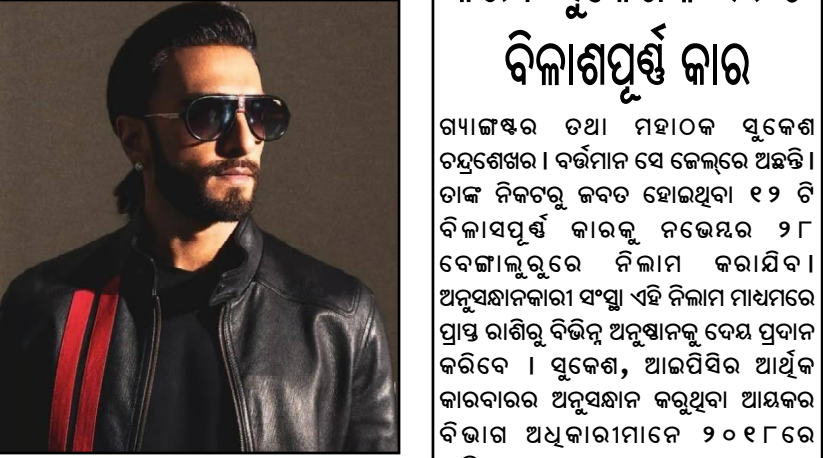 ବିଳାଶପୂର୍ଣ୍ଣ କାର
ଗ୍ୟାଙ୍ଗଷ୍ଟର ତଥା ମହାଠକ ସୁକେଶ
ଚନ୍ଦ୍ରଶେଖର । ବର୍ତ୍ତମାନ ସେ ଜେଲ୍‌ରେ ଅଛନ୍ତି ।
ତାଙ୍କ ନିକଟରୁ ଜବତ ହୋଇଥିବା ୧୨ ଟି
ବିଳାସପୂର୍ଣ୍ଣ କାରକୁ ନଭେମ୍ବର ୨୮
ବେଙ୍ଗାଲୁରୁରେ ନିଲାମ କରାଯିବ ।
ଅନୁସନ୍ଧାନକାରୀ ସଂସ୍ଥା ଏହି ନିଲାମ ମାଧ୍ୟମରେ
ପ୍ରାପ୍ତ ରାଶିରୁ ବିଭିନ୍ନ ଅନୁଷ୍ଠାନକୁ ଦେୟ ପ୍ରଦାନ
କରିବେ । ସୁକେଶ, ଆଇପିସିର ଆର୍ଥିକ
କାରବାରର ଅନୁସନ୍ଧାନ କରୁଥିବା ଆୟକର
ବିଭାଗ ଅଧିକାରୀମାନେ ୨୦୧୮ରେ